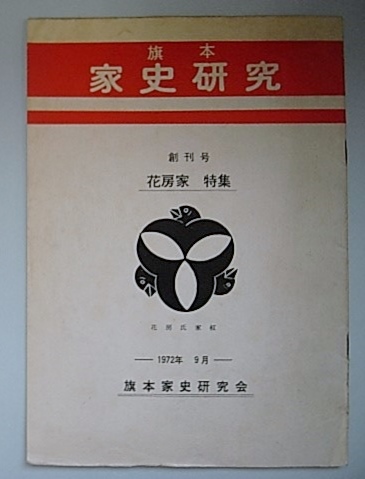 旗本
家史研究
創刊号
花房家 特集
花房氏家紋
1972年 9月
旗本家史研究会